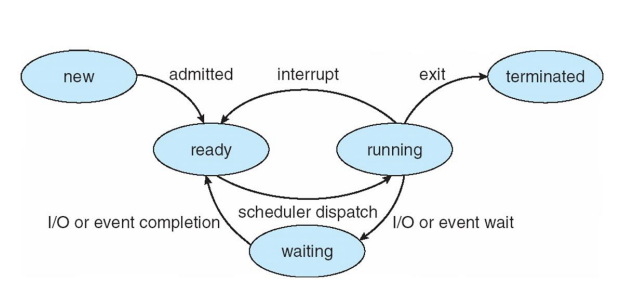 new
admitted
interrupt
exit
terminated
ready
running
scheduler dispatch
I/O or event completion
I/O or event wait
waiting